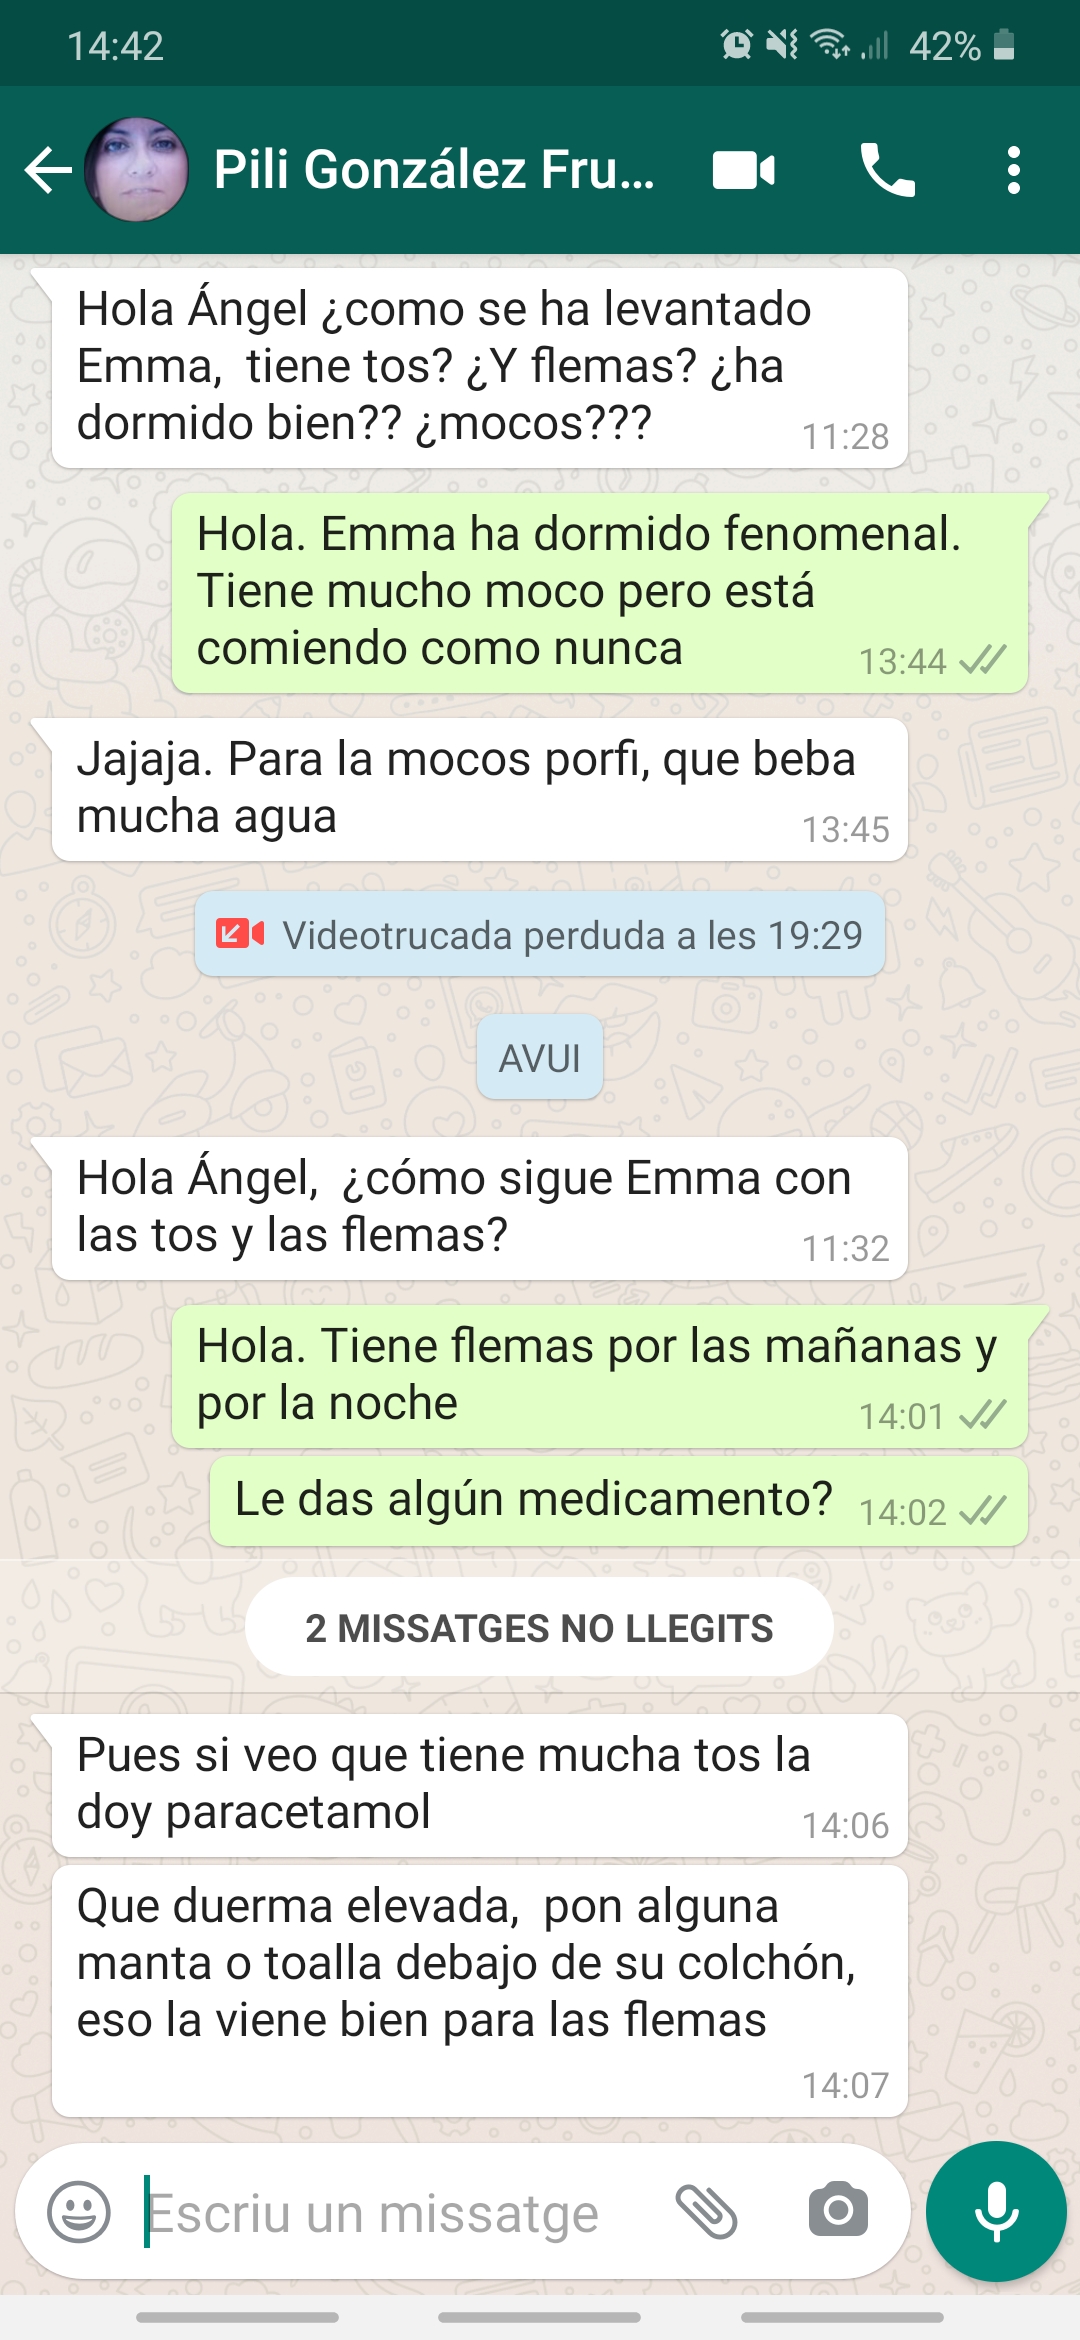 14:42
42%
Pili González Fru...
Hola Ángel ¿como se ha levantado
Emma,  tiene tos? ¿Y flemas? ¿ha
dormido bien?? ¿mocos???
11:28
Hola. Emma ha dormido fenomenal.
Tiene mucho moco pero está
comiendo como nunca
13:44
Jajaja. Para la mocos porfi, que beba
mucha agua
13:45
Videotrucada perduda a les 19:29
AVUI
Hola Ángel,  ¿cómo sigue Emma con
las tos y las flemas?
11:32
Hola. Tiene flemas por las mañanas y
por la noche
14:01
Le das algún medicamento?
14:02
2 MISSATGES NO LLEGITS
Pues si veo que tiene mucha tos la
doy paracetamol
14:06
Que duerma elevada,  pon alguna
manta o toalla debajo de su colchón,
eso la viene bien para las flemas
14:07
Escriu un missatge